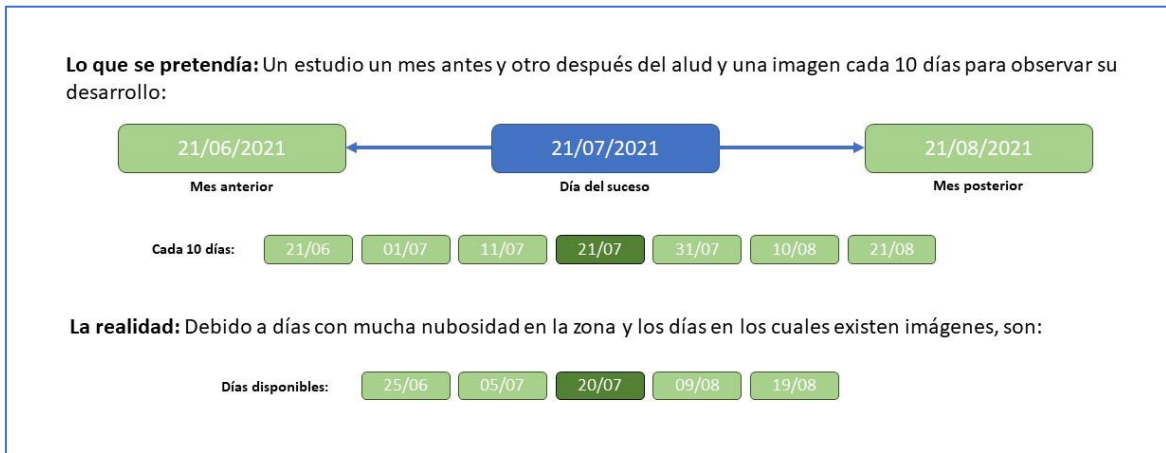 Lo que se pretendía: Un estudio un mes antes y otro después del alud y una imagen cada 10 días para observar su
desarrollo:
21/06/2021 21/07/2021 21/08/2021
Mes anterior Día del suceso Mes posterior
Cada 10 días: 21/06 01/07 11/07 21/07 31/07 10/08 21/08
La realidad: Debido a días con mucha nubosidad en la zona y los días en los cuales existen imágenes, son:
Días disponibles: 25/06 05/07 20/07 09/08 19/08